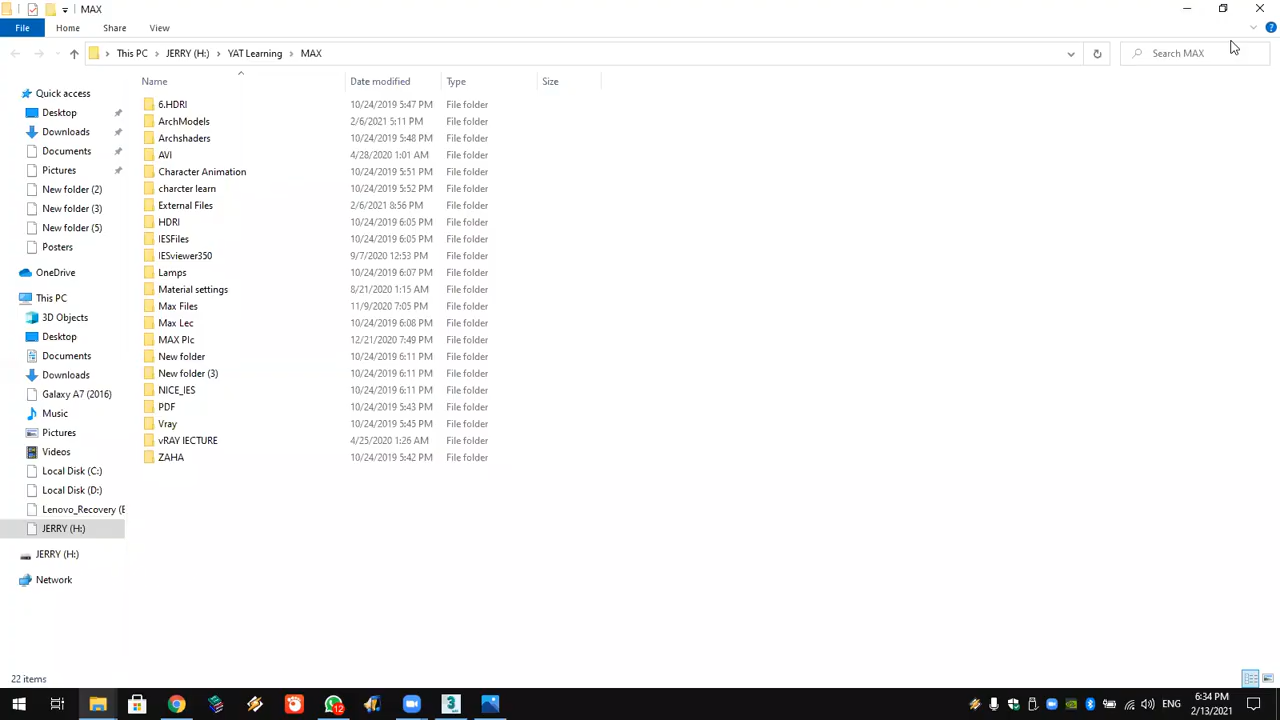 MAX
File Home Share View
This PC JERRY (H:) YAT Learning MAX Search MAX
Name Date modified Type Size
Quick access
Desktop
Downloads
Documents
Pictures
New folder (2)
New folder (3)
New folder (5)
Posters
OneDrive
This PC
3D Objects
Desktop
Documents
Downloads
Galaxy A7 (2016)
Music
Pictures
Videos
Local Disk (C:)
Local Disk (D:)
Lenovo_Recovery (E
JERRY (H:)
JERRY (H:)
Network
6.HDRI 10/24/2019 5:47 PM File folder
ArchModels 2/6/2021 5:11 PM File folder
Archshaders 10/24/2019 5:48 PM File folder
AVI 4/28/2020 1:01 AM File folder
Character Animation 10/24/2019 5:51 PM File folder
charcter learn 10/24/2019 5:52 PM File folder
External Files 2/6/2021 8:56 PM File folder
HDRI 10/24/2019 6:05 PM File folder
IESFiles 10/24/2019 6:05 PM File folder
IESviewer350 9/7/2020 12:53 PM File folder
Lamps 10/24/2019 6:07 PM File folder
Material settings 8/21/2020 1:15 AM File folder
Max Files 11/9/2020 7:05 PM File folder
Max Lec 10/24/2019 6:08 PM File folder
MAX PIc 12/21/2020 7:49 PM File folder
New folder 10/24/2019 6:11 PM File folder
New folder (3) 10/24/2019 6:11 PM File folder
NICE_IES 10/24/2019 6:11 PM File folder
PDF 10/24/2019 5:43 PM File folder
Vray 10/24/2019 5:45 PM File folder
vRAY lECTURE 4/25/2020 1:26 AM File folder
ZAHA 10/24/2019 5:42 PM File folder
22 items
12
ENG
6:34 PM
2/13/2021